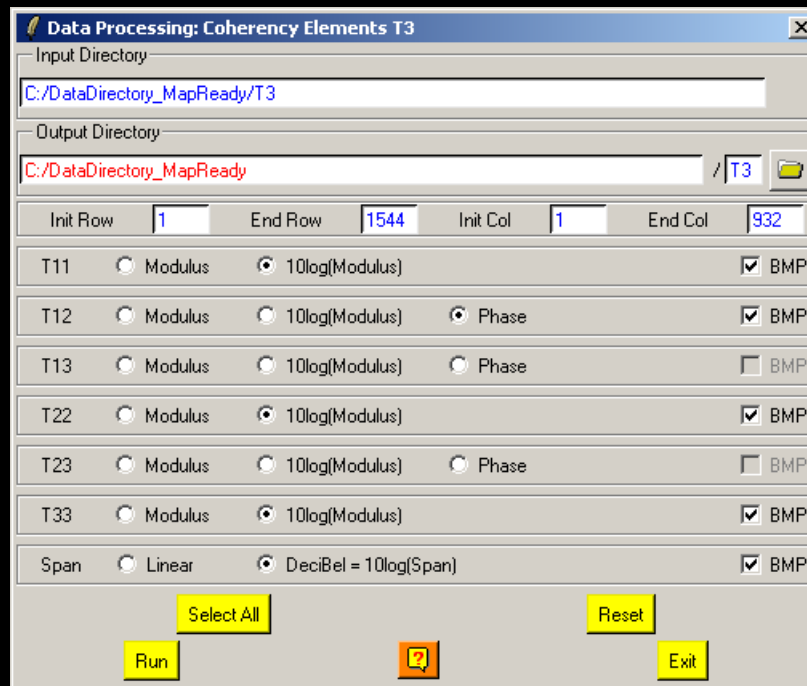 Data Processing: Coherency Elements T3
Input Directory
C:/DataDirectory_MapReady/T3
Output Directory
C:/DataDirectory_MapReady / T3
Init Row 1 End Row 1544 Init Col 1 End Col 932
T11 Modulus 10log(Modulus) BMP
T12 Modulus 10log(Modulus) Phase BMP
T13 Modulus 10log(Modulus) Phase BMP
T22 Modulus 10log(Modulus) BMP
T23 Modulus 10log(Modulus) Phase BMP
T33 Modulus 10log(Modulus) BMP
Span Linear DeciBel = 10log(Span) BMP
Select All Reset
Run ? Exit